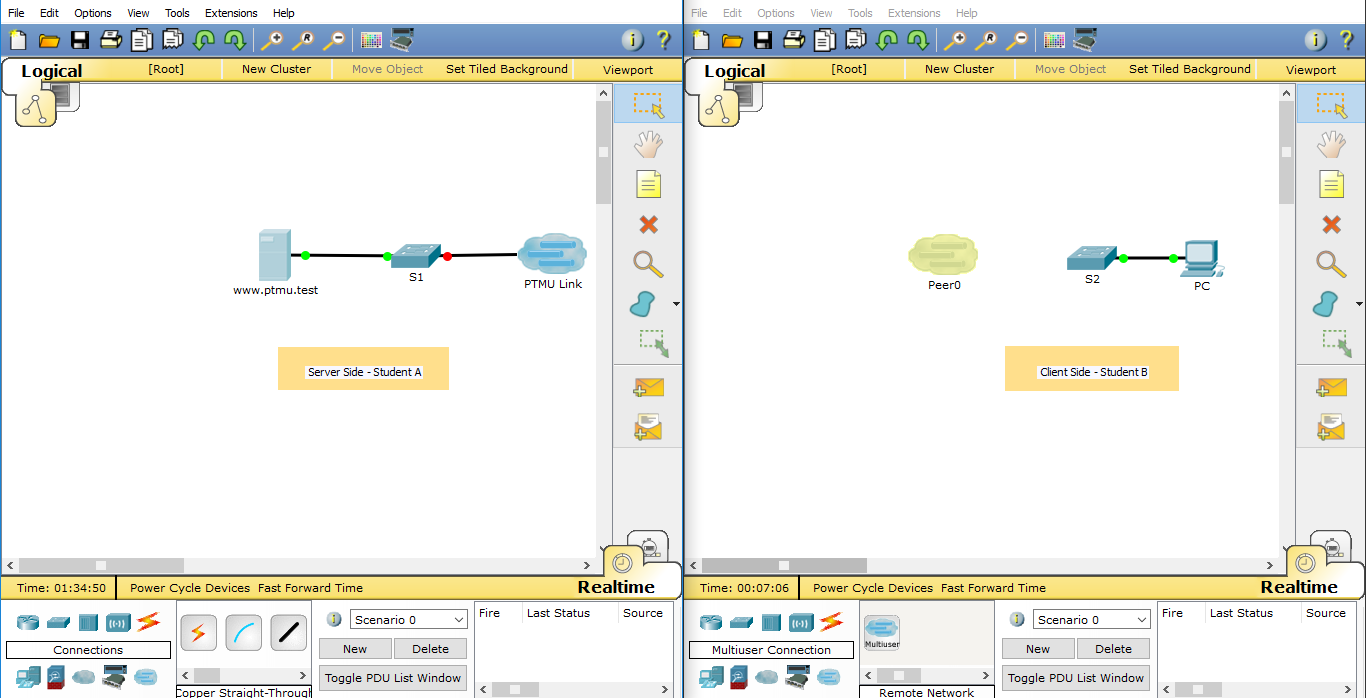 File Edit Options View Tools Extensions Help
Logical [Root] New Cluster Move Object Set Tiled Background Viewport
www.ptmu.test
S1
PTMU Link
Server Side - Student A
Time: 01:34:50 Power Cycle Devices Fast Forward Time Realtime
Connections
Copper Straight-Through
Scenario 0
New Delete
Toggle PDU List Window
Fire Last Status Source
File Edit Options View Tools Extensions Help
Logical [Root] New Cluster Move Object Set Tiled Background Viewport
Peer0
S2
PC
Client Side - Student B
Time: 00:07:06 Power Cycle Devices Fast Forward Time Realtime
Multiuser Connection
Multiuser
Remote Network
Scenario 0
New Delete
Toggle PDU List Window
Fire Last Status Source